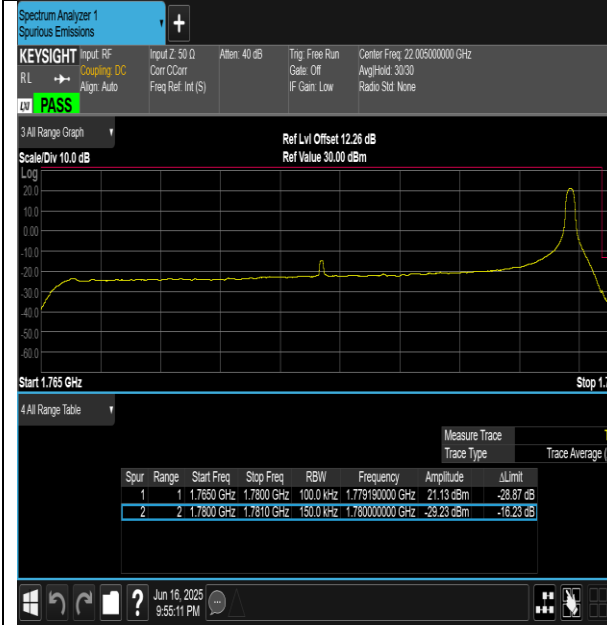 Spectrum Analyzer 1
Spurious Emissions
+
KEYSIGHT Input: RF Input Z: 50 Ω Atten: 40 dB Trig: Free Run Center Freq: 22.005000000 GHz
RL Coupling: DC Corr CCorr Gate: Off Avg|Hold: 30/30
Align: Auto Freq Ref: Int (S) IF Gain: Low Radio Std: None
LXI PASS
3 All Range Graph
Ref Lvl Offset 12.26 dB
Scale/Div 10.0 dB Ref Value 30.00 dBm
Log
20.0
10.0
0.00
-10.0
-20.0
-30.0
-40.0
-50.0
-60.0
Start 1.765 GHz Stop 1.7
4 All Range Table
Measure Trace
Trace Type Trace Average (
Spur Range Start Freq Stop Freq RBW Frequency Amplitude ΔLimit
1 1 1.7650 GHz 1.7800 GHz 100.0 kHz 1.779190000 GHz 21.13 dBm -28.87 dB
2 2 1.7800 GHz 1.7810 GHz 150.0 kHz 1.780000000 GHz -29.23 dBm -16.23 dB
? Jun 16, 2025
9:55:11 PM